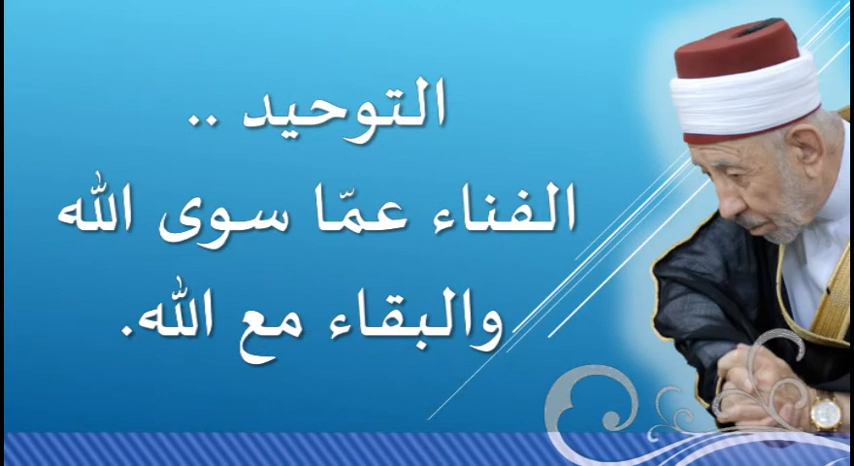 التوحيد ..
الفناء عمّا سوى الله
والبقاء مع الله.